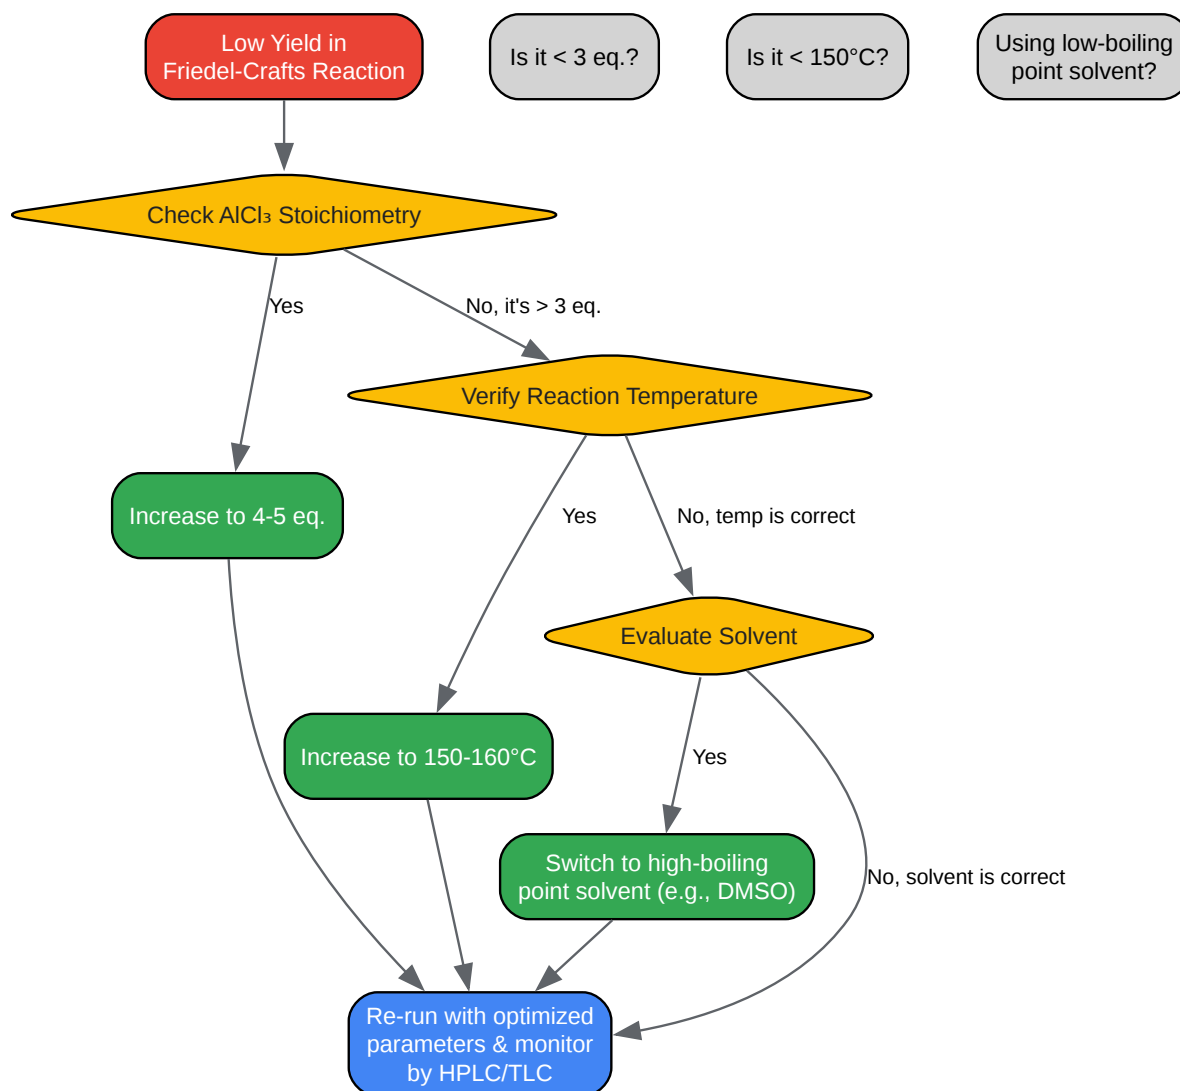 Low Yield in
Friedel-Crafts Reaction
Is it < 3 eq.?
Is it < 150°C?
Using low-boiling
point solvent?
Check AlCl₃ Stoichiometry
Yes
No, it's > 3 eq.
Verify Reaction Temperature
Increase to 4-5 eq.
Yes
No, temp is correct
Evaluate Solvent
Increase to 150-160°C
Yes
Switch to high-boiling
point solvent (e.g., DMSO)
No, solvent is correct
Re-run with optimized
parameters & monitor
by HPLC/TLC